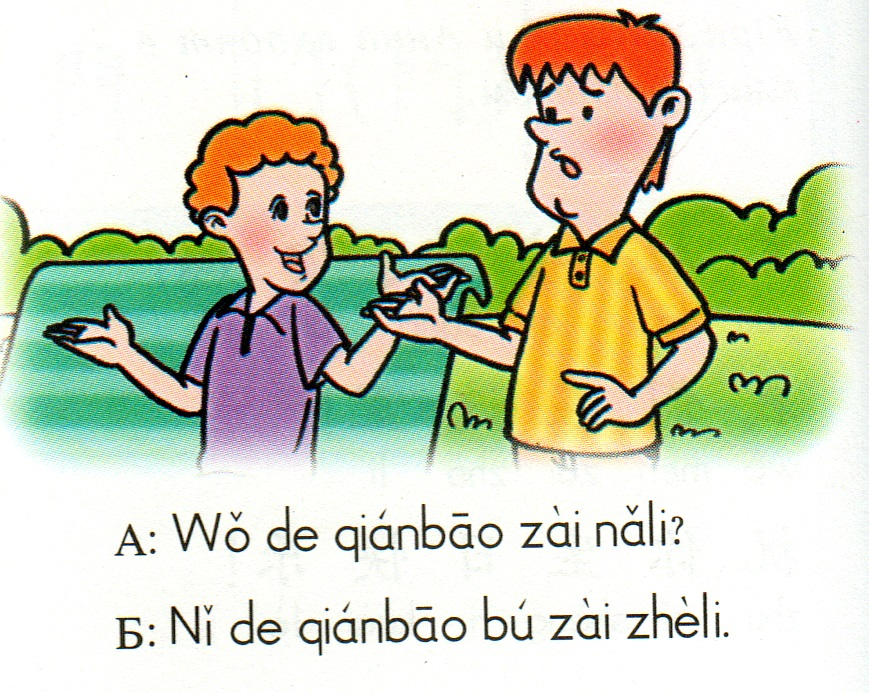 А: Wǒ de qiánbāo zài nǎli?
Б: Nǐ de qiánbāo bú zài zhèli.